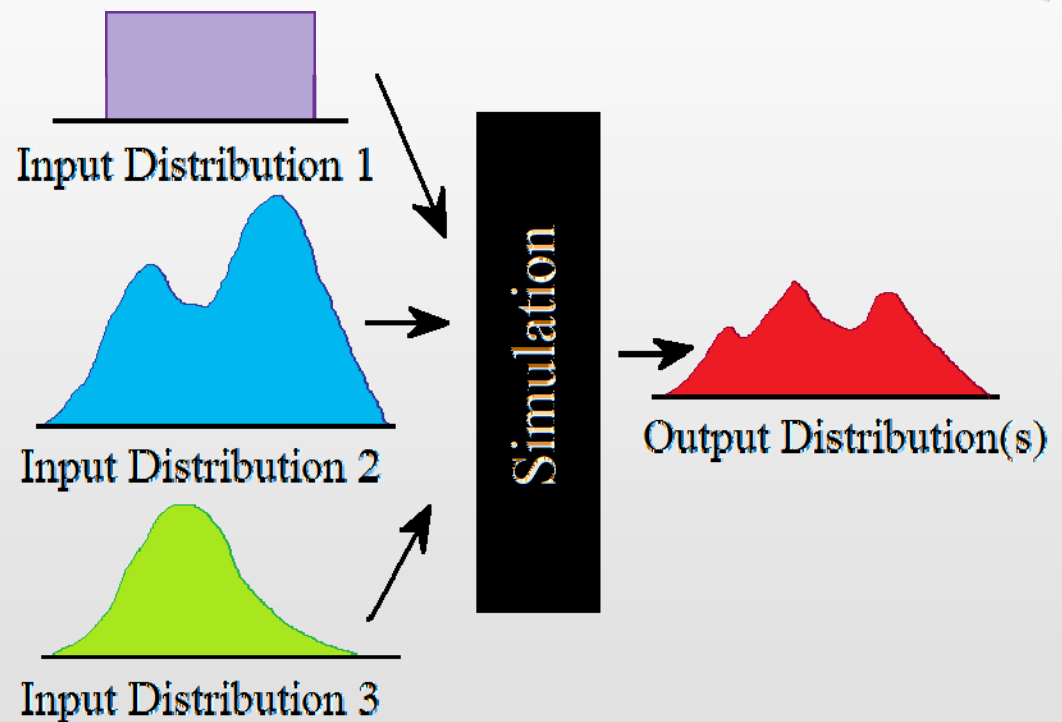 Input Distribution 1
Input Distribution 2
Input Distribution 3
Simulation
Output Distribution(s)